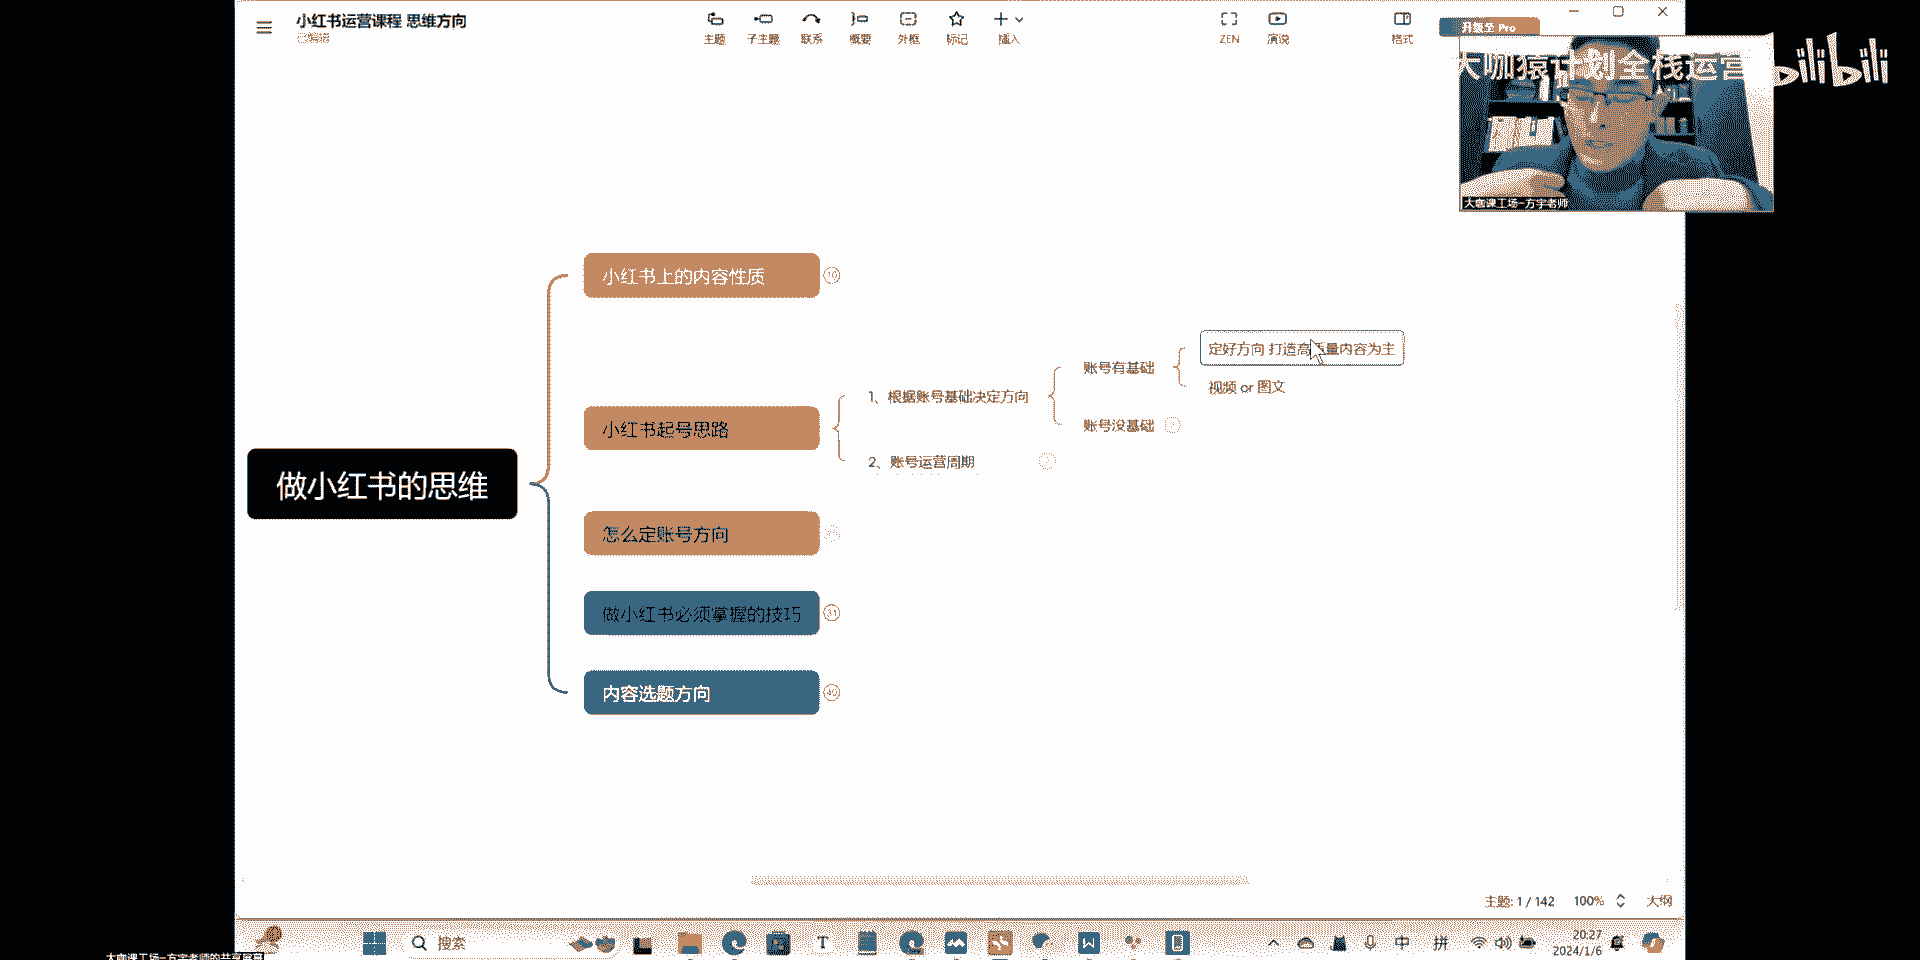 小红书运营课程 思维方向
已编辑
主题 子主题 联系 概要 外框 标记 插入 ZEN 演说 格式
升级至 Pro
大咖猿计划全栈运营
bilibili
大咖课工场-方宇老师
小红书上的内容性质 10
定好方向 打造高质量内容为主
账号有基础
视频 or 图文
1、根据账号基础决定方向
账号没基础
小红书起号思路
2、账号运营周期
做小红书的思维
怎么定账号方向
做小红书必须掌握的技巧 31
内容选题方向 49
主题: 1 / 142 100% 大纲
搜索
中 拼
20:27
2024/1/6
大咖课工场-方宇老师的共享屏幕